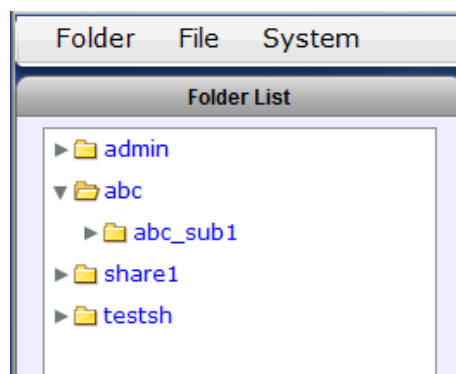 Folder File System
Folder List
admin
abc
abc_sub1
share1
testsh